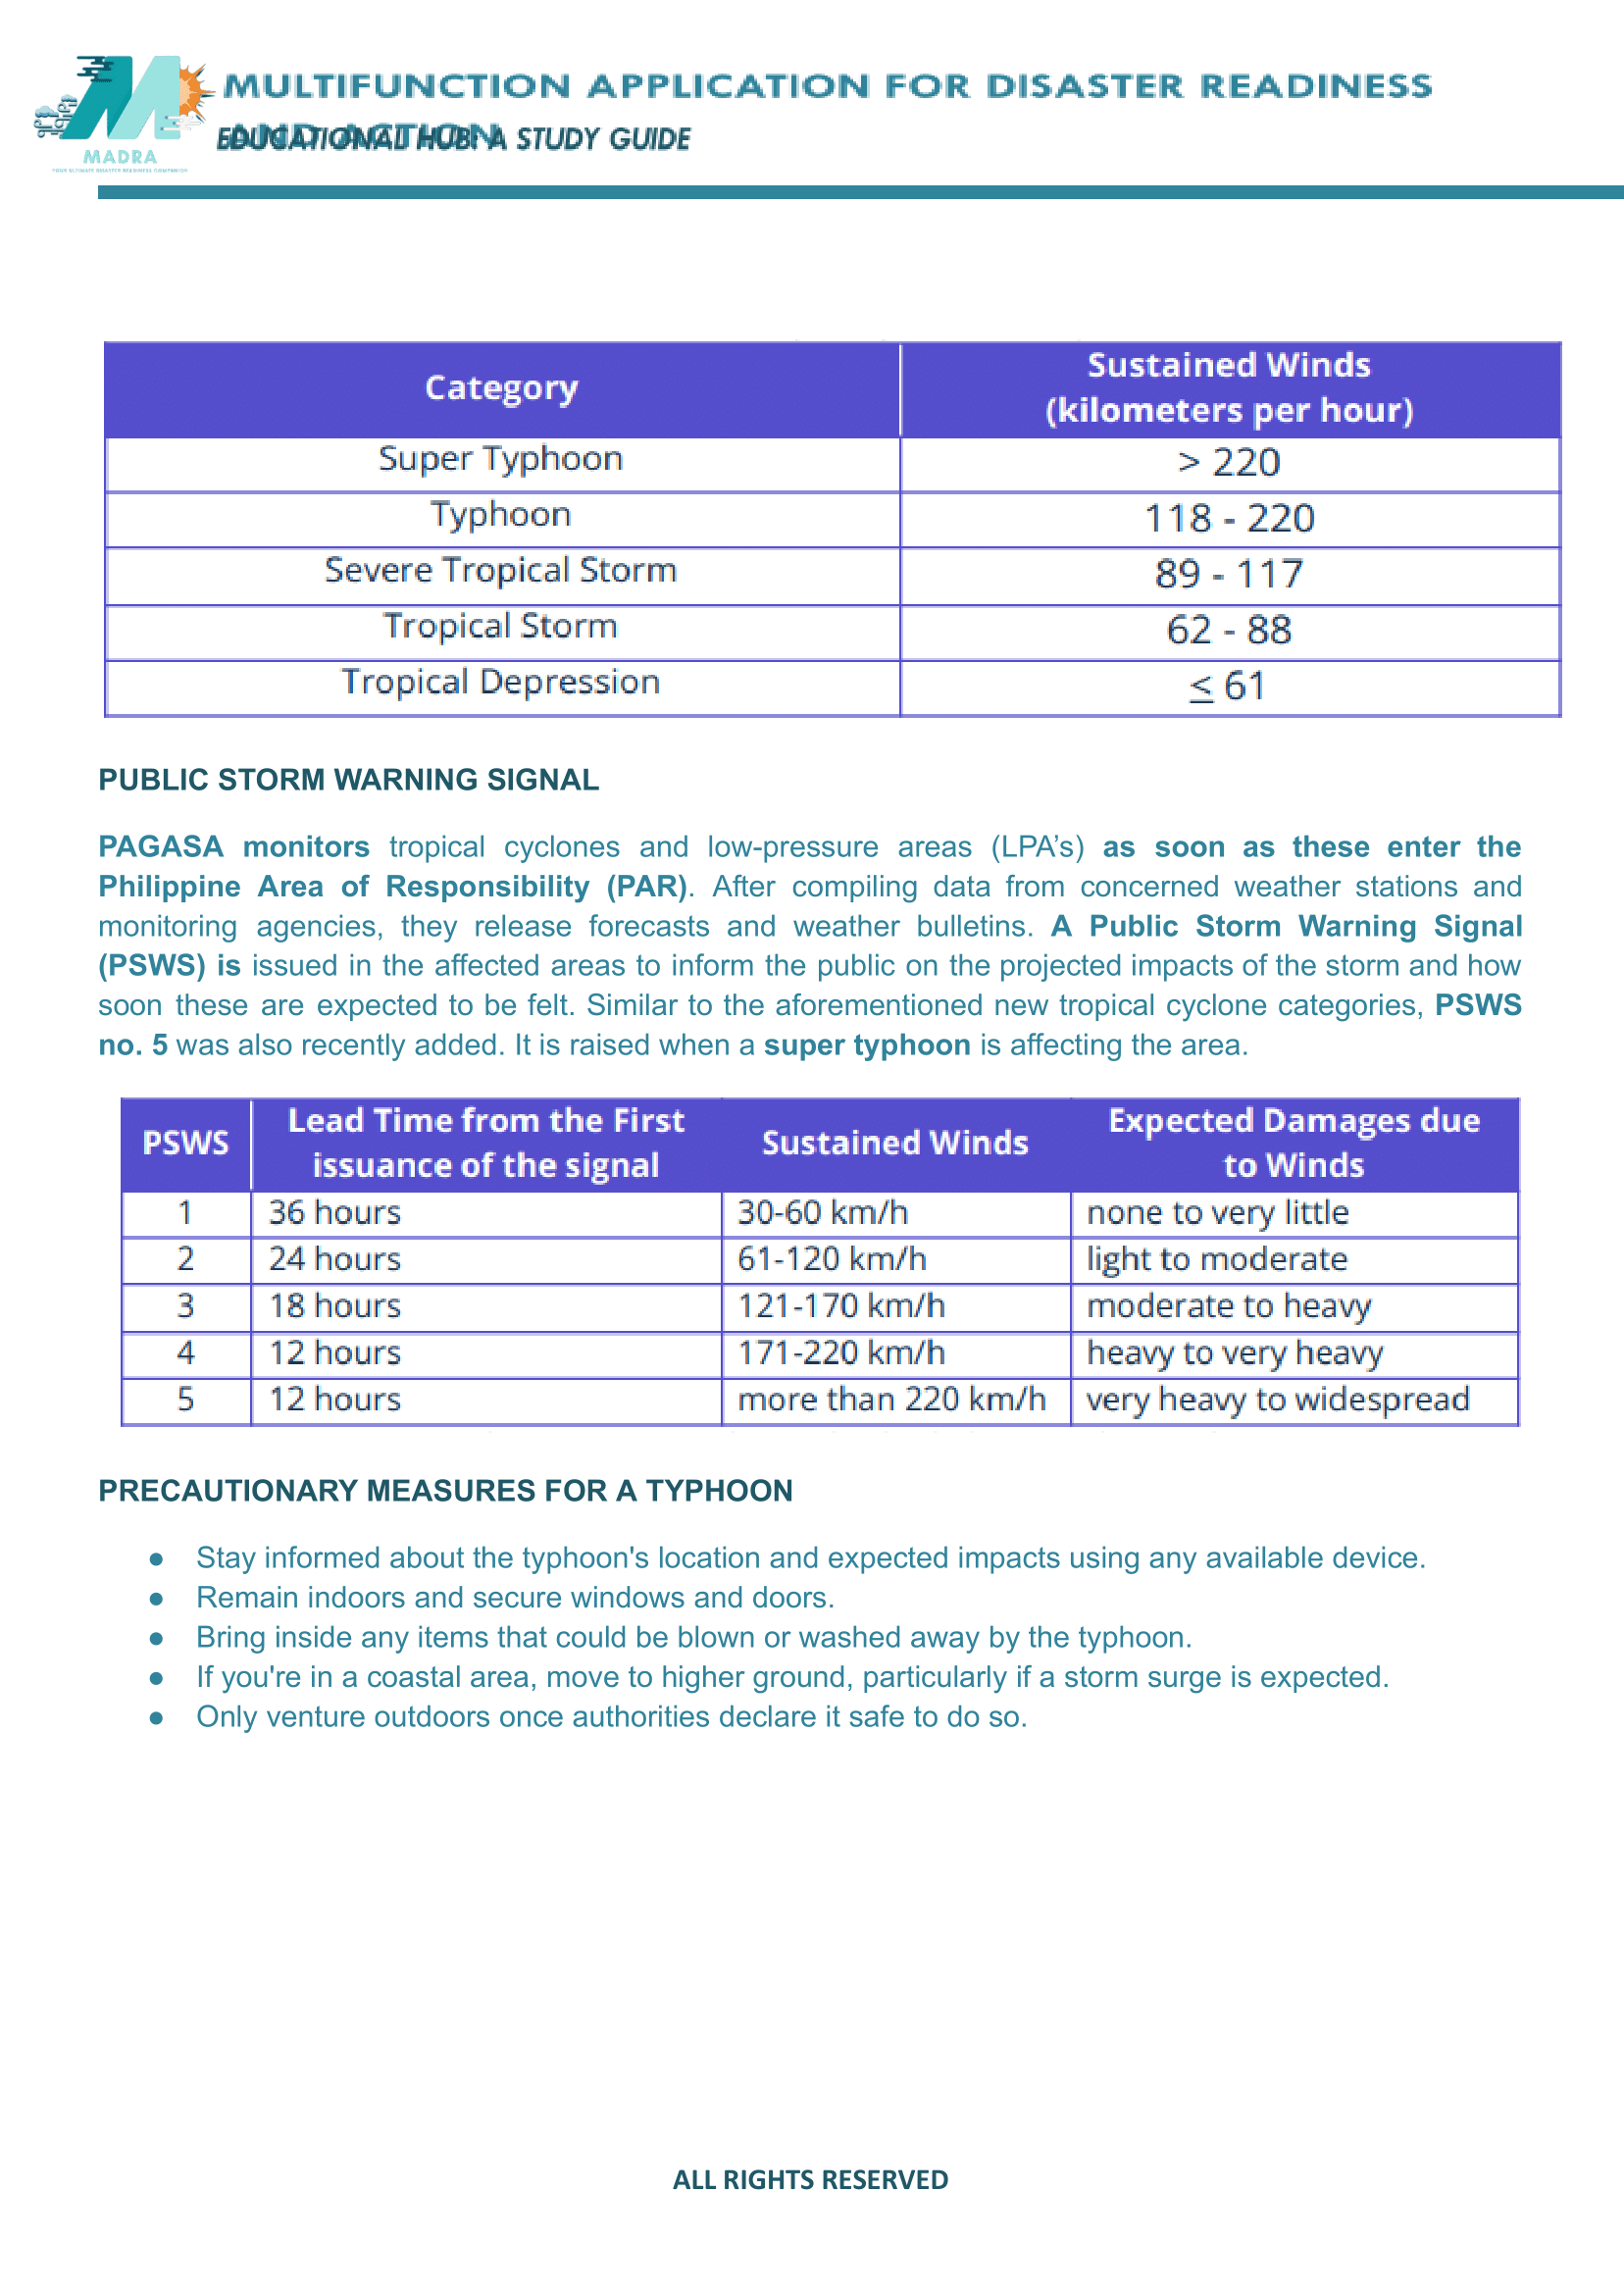 MULTIFUNCTION APPLICATION FOR DISASTER READINESS
AND ACTION
EDUCATIONAL HUB: A STUDY GUIDE
MADRA
YOUR ULTIMATE DISASTER READINESS COMPANION
Category
Sustained Winds
(kilometers per hour)
Super Typhoon
> 220
Typhoon
118 - 220
Severe Tropical Storm
89 - 117
Tropical Storm
62 - 88
Tropical Depression
≤ 61
PUBLIC STORM WARNING SIGNAL
PAGASA monitors tropical cyclones and low-pressure areas (LPA’s) as soon as these enter the
Philippine Area of Responsibility (PAR). After compiling data from concerned weather stations and
monitoring agencies, they release forecasts and weather bulletins. A Public Storm Warning Signal
(PSWS) is issued in the affected areas to inform the public on the projected impacts of the storm and how
soon these are expected to be felt. Similar to the aforementioned new tropical cyclone categories, PSWS
no. 5 was also recently added. It is raised when a super typhoon is affecting the area.
PSWS
Lead Time from the First
issuance of the signal
Sustained Winds
Expected Damages due
to Winds
1
36 hours
30-60 km/h
none to very little
2
24 hours
61-120 km/h
light to moderate
3
18 hours
121-170 km/h
moderate to heavy
4
12 hours
171-220 km/h
heavy to very heavy
5
12 hours
more than 220 km/h
very heavy to widespread
PRECAUTIONARY MEASURES FOR A TYPHOON
● Stay informed about the typhoon's location and expected impacts using any available device.
● Remain indoors and secure windows and doors.
● Bring inside any items that could be blown or washed away by the typhoon.
● If you're in a coastal area, move to higher ground, particularly if a storm surge is expected.
● Only venture outdoors once authorities declare it safe to do so.
ALL RIGHTS RESERVED